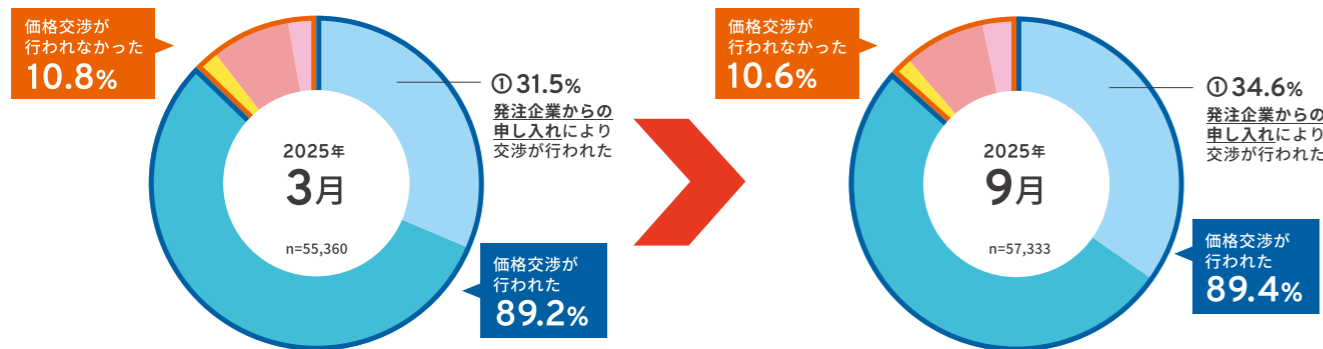 価格交渉が
行われなかった
10.8%
①31.5%
発注企業からの
申し入れにより
交渉が行われた
2025年
3月
n=55,360
価格交渉が
行われた
89.2%
価格交渉が
行われなかった
10.6%
①34.6%
発注企業からの
申し入れにより
交渉が行われた
2025年
9月
n=57,333
価格交渉が
行われた
89.4%